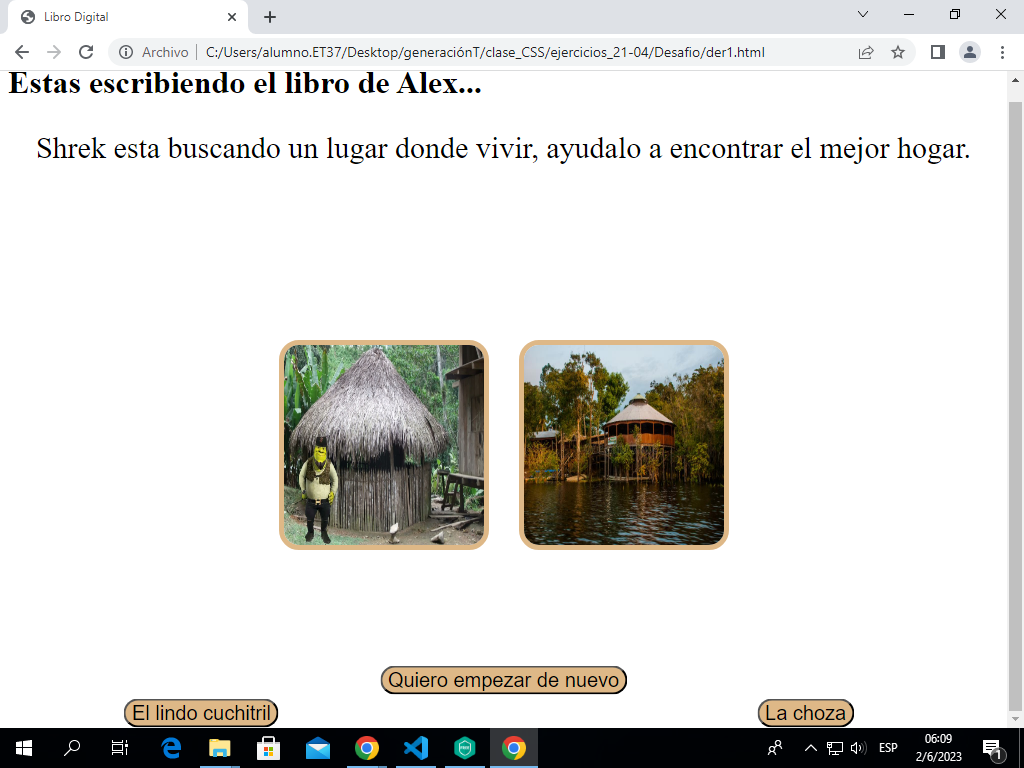 Libro Digital
Archivo
C:/Users/alumno.ET37/Desktop/generaciónT/clase_CSS/ejercicios_21-04/Desafio/der1.html
Estas escribiendo el libro de Alex...
Shrek esta buscando un lugar donde vivir, ayudalo a encontrar el mejor hogar.
Quiero empezar de nuevo
El lindo cuchitril
La choza
ESP
06:09
2/6/2023
1